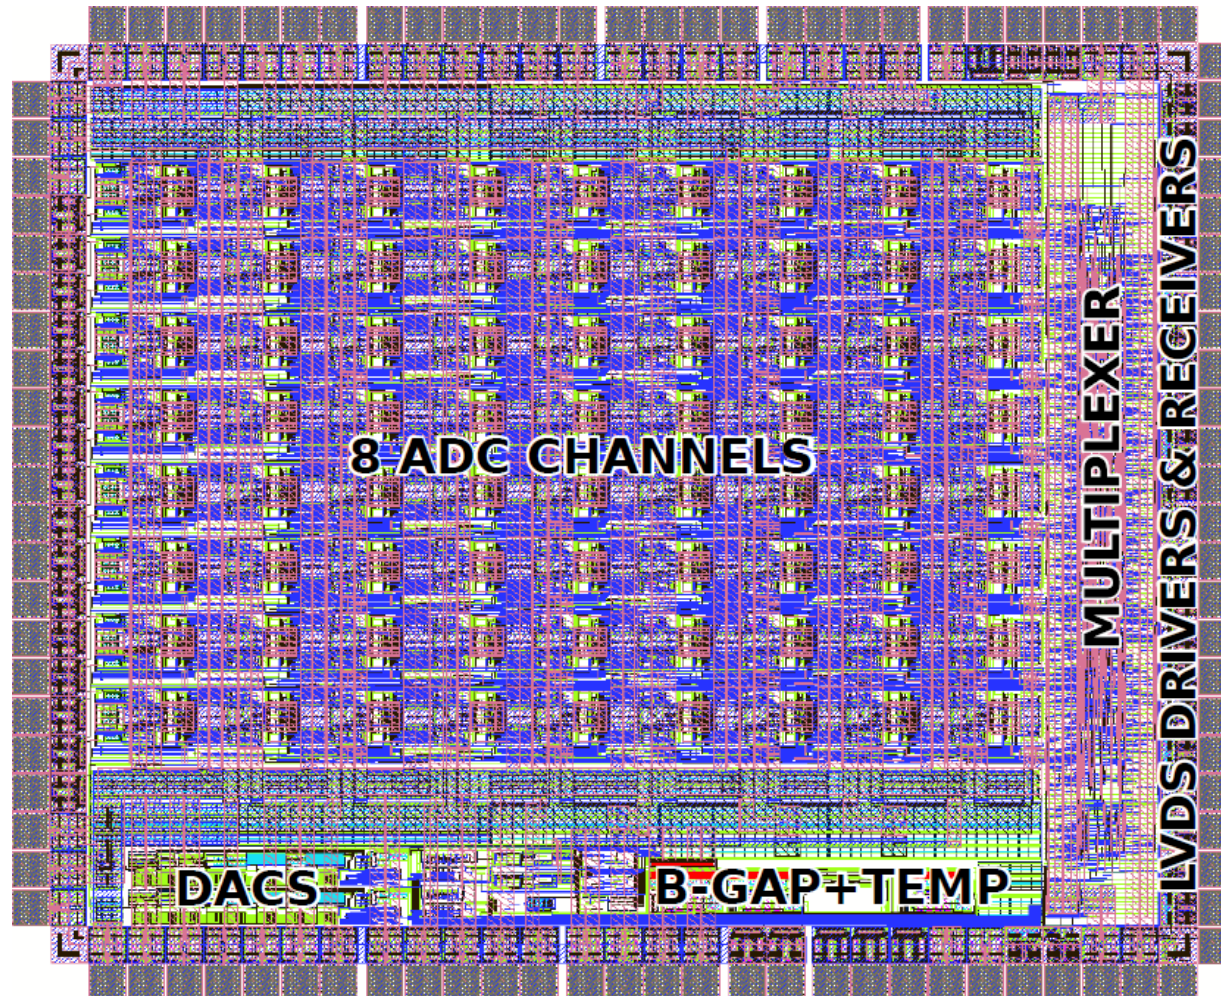 8 ADC CHANNELS
MULTIPLEXER
LVDS DRIVERS & RECEIVERS
DACS
B-GAP+TEMP